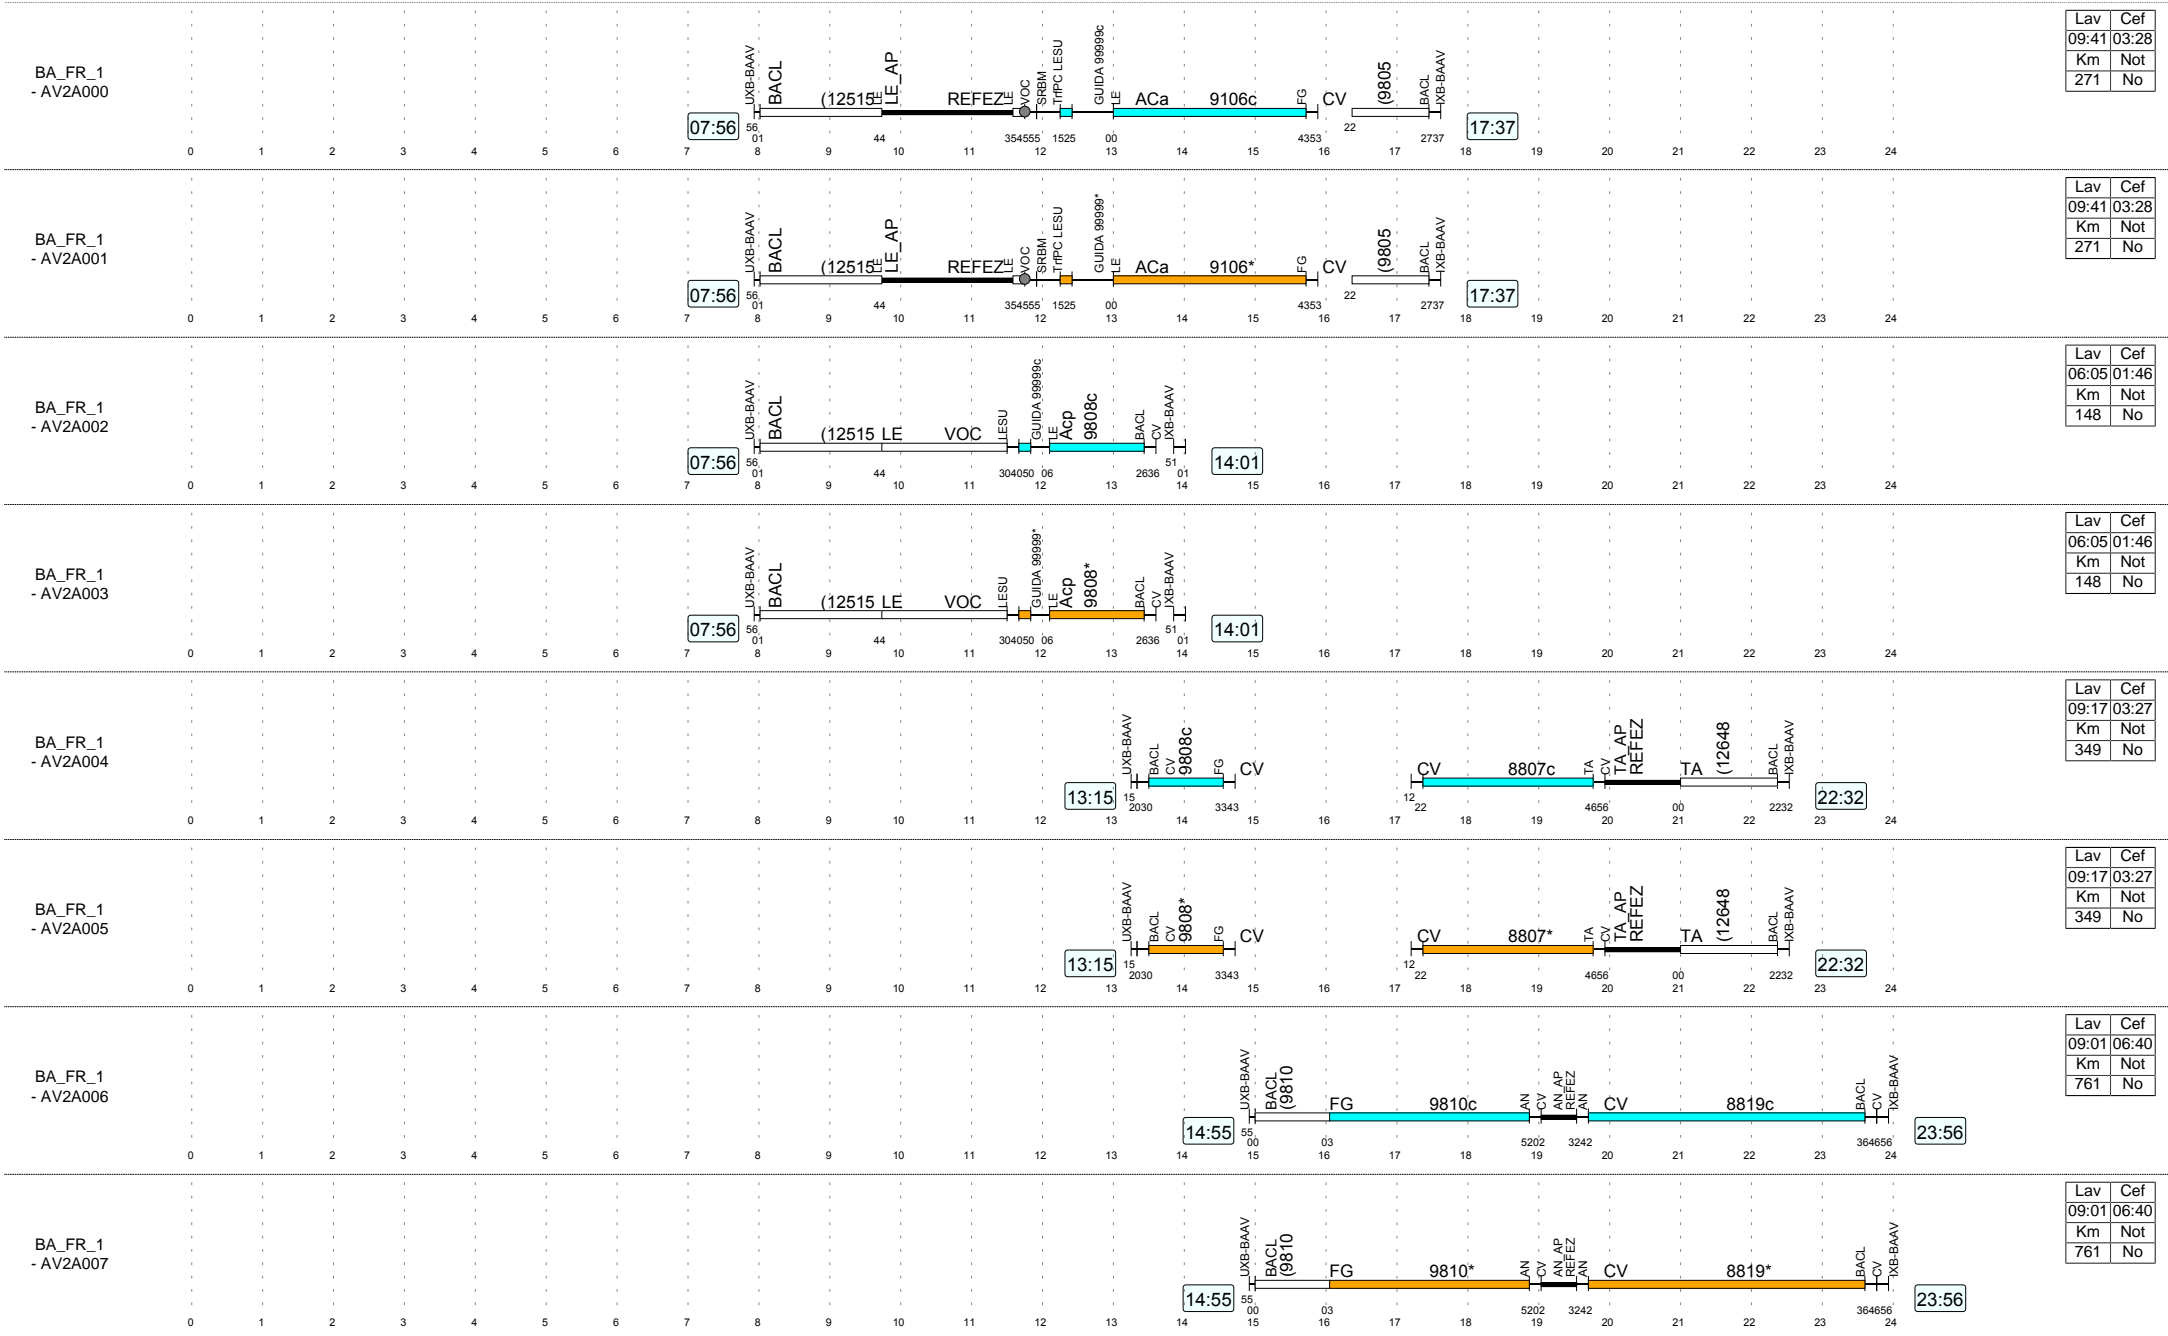 UXB-BAAV BACL (12515 LE LE_AP REFEZ LE VOC SRBM TrfPC LESU GUIDA 99999c LE ACa 9106c FG CV (9805 BACL IXB-BAAV
BA_FR_1
- AV2A000
07:56 56 01 44 354555 1525 00 4353 22 2737 17:37
0 1 2 3 4 5 6 7 8 9 10 11 12 13 14 15 16 17 18 19 20 21 22 23 24
Lav Cef
09:41 03:28
Km Not
271 No
UXB-BAAV BACL (12515 LE LE_AP REFEZ LE VOC SRBM TrfPC LESU GUIDA 99999* LE ACa 9106* FG CV (9805 BACL IXB-BAAV
BA_FR_1
- AV2A001
07:56 56 01 44 354555 1525 00 4353 22 2737 17:37
0 1 2 3 4 5 6 7 8 9 10 11 12 13 14 15 16 17 18 19 20 21 22 23 24
Lav Cef
09:41 03:28
Km Not
271 No
UXB-BAAV BACL (12515 LE VOC LESU GUIDA 99999c LE Acp 9808c BACL CV IXB-BAAV
BA_FR_1
- AV2A002
07:56 56 01 44 304050 06 2636 51 01 14:01
0 1 2 3 4 5 6 7 8 9 10 11 12 13 14 15 16 17 18 19 20 21 22 23 24
Lav Cef
06:05 01:46
Km Not
148 No
UXB-BAAV BACL (12515 LE VOC LESU GUIDA 99999* LE Acp 9808* BACL CV IXB-BAAV
BA_FR_1
- AV2A003
07:56 56 01 44 304050 06 2636 51 01 14:01
0 1 2 3 4 5 6 7 8 9 10 11 12 13 14 15 16 17 18 19 20 21 22 23 24
Lav Cef
06:05 01:46
Km Not
148 No
UXB-BAAV BACL CV 9808c FG CV CV 8807c TA CV TA_AP REFEZ TA (12648 BACL IXB-BAAV
BA_FR_1
- AV2A004
13:15 15 2030 3343 12 22 4656 00 2232 22:32
0 1 2 3 4 5 6 7 8 9 10 11 12 13 14 15 16 17 18 19 20 21 22 23 24
Lav Cef
09:17 03:27
Km Not
349 No
UXB-BAAV BACL CV 9808* FG CV CV 8807* TA CV TA_AP REFEZ TA (12648 BACL IXB-BAAV
BA_FR_1
- AV2A005
13:15 15 2030 3343 12 22 4656 00 2232 22:32
0 1 2 3 4 5 6 7 8 9 10 11 12 13 14 15 16 17 18 19 20 21 22 23 24
Lav Cef
09:17 03:27
Km Not
349 No
UXB-BAAV BACL (9810 FG 9810c AN CV AN_AP REFEZ AN CV 8819c BACL CV IXB-BAAV
BA_FR_1
- AV2A006
14:55 55 00 03 5202 3242 364656 23:56
0 1 2 3 4 5 6 7 8 9 10 11 12 13 14 15 16 17 18 19 20 21 22 23 24
Lav Cef
09:01 06:40
Km Not
761 No
UXB-BAAV BACL (9810 FG 9810* AN CV AN_AP REFEZ AN CV 8819* BACL CV IXB-BAAV
BA_FR_1
- AV2A007
14:55 55 00 03 5202 3242 364656 23:56
0 1 2 3 4 5 6 7 8 9 10 11 12 13 14 15 16 17 18 19 20 21 22 23 24
Lav Cef
09:01 06:40
Km Not
761 No